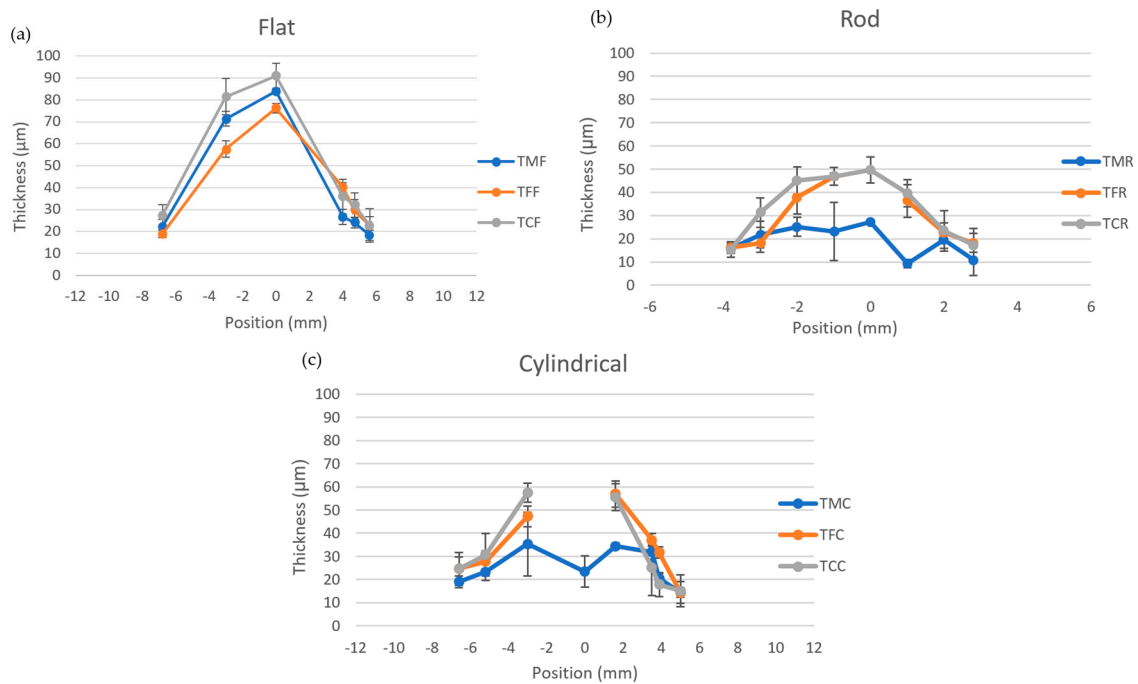 (a)
Flat
100
90
80
70
60
50
40
30
20
10
0
Thickness (μm)
-12 -10 -8 -6 -4 -2 0 2 4 6 8 10 12
Position (mm)
TMF
TFF
TCF
(b)
Rod
100
90
80
70
60
50
40
30
20
10
0
Thickness (μm)
-6 -4 -2 0 2 4 6
Position (mm)
TMR
TFR
TCR
(c)
Cylindrical
100
90
80
70
60
50
40
30
20
10
0
Thickness (μm)
-12 -10 -8 -6 -4 -2 0 2 4 6 8 10 12
Position (mm)
TMC
TFC
TCC